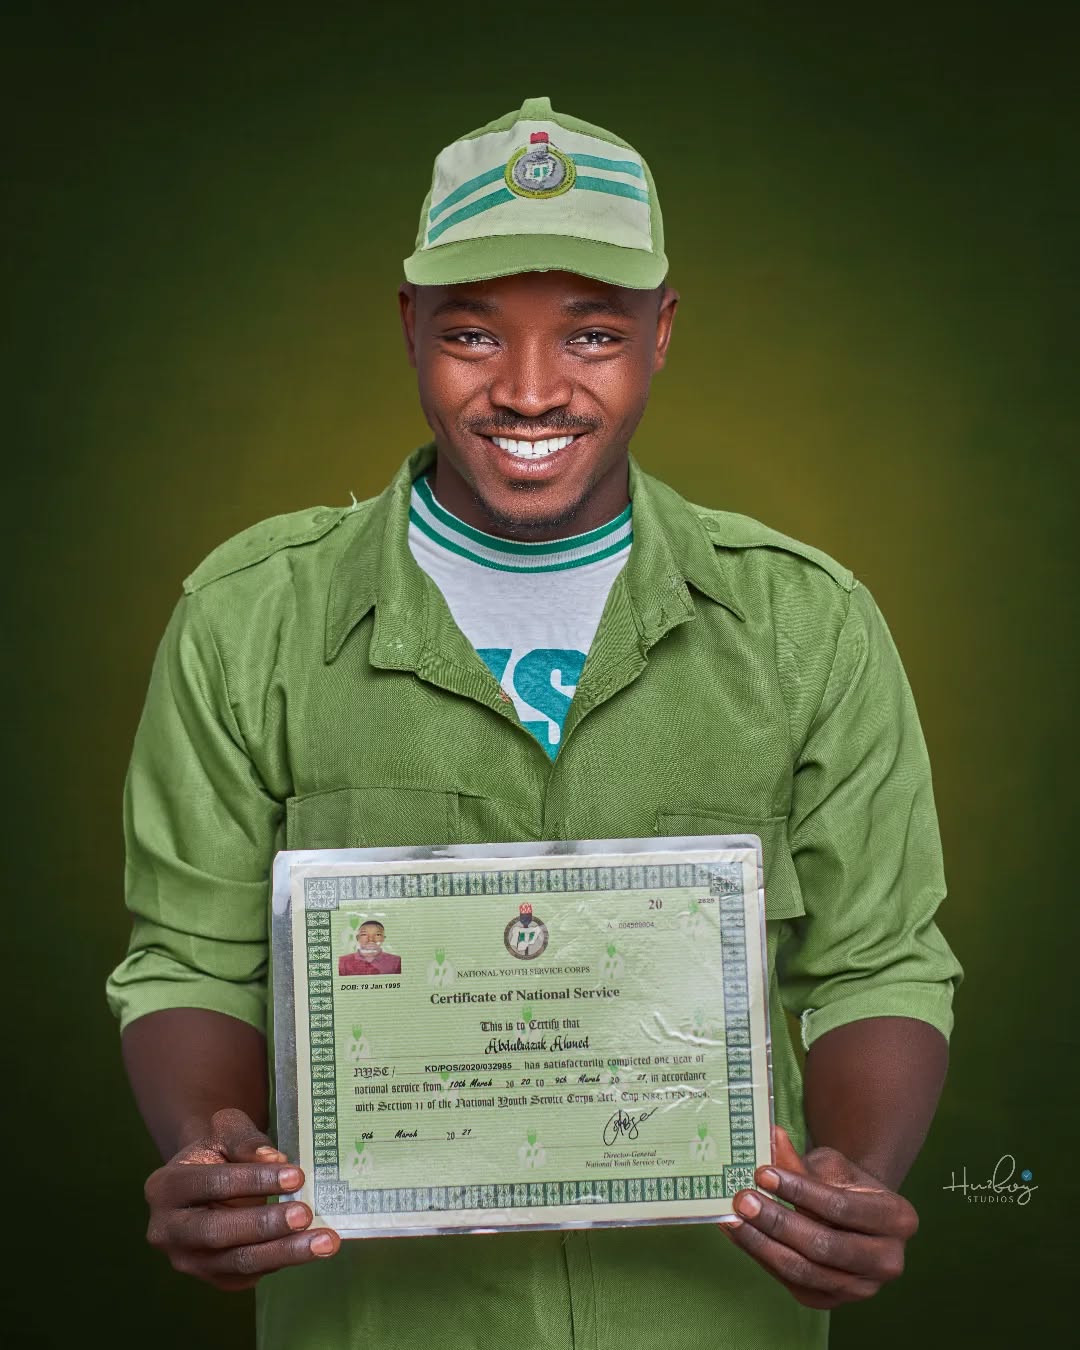 YS
20
2829
A
NATIONAL YOUTH SERVICE CORPS
DOB: 19 Jan 1995
Certificate of National Service
This is to Certify that
Abdulrazak Ahmed
NYSC / KD/POS/2020/032985 has satisfactorily completed one year of
national service from 10th March 20 20 to 9th March 20 21, in accordance
with Section 11 of the National Youth Service Corps Act, Cap N84, LFN 2004.
9th March 20 21
Director-General
National Youth Service Corps
STUDIOS